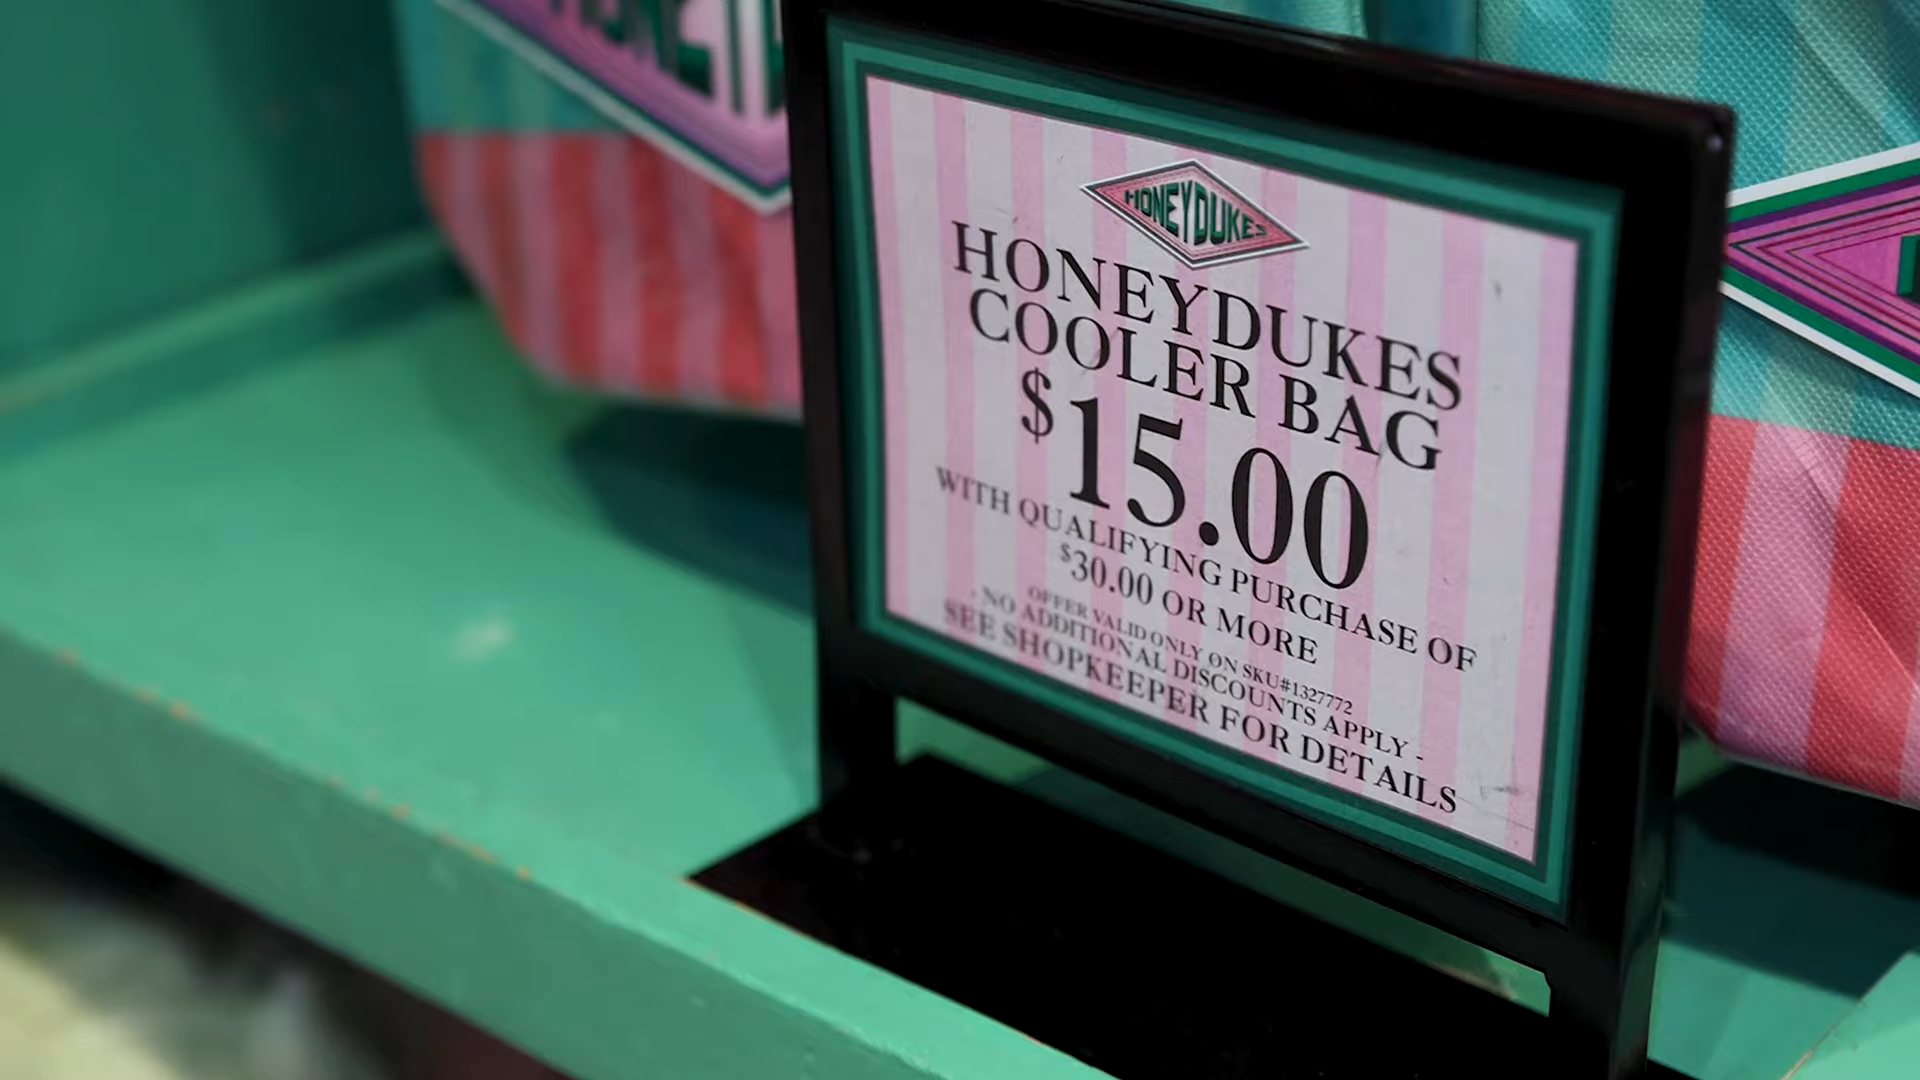 HONEYDUKES
HONEYDUKES
COOLER BAG
$15.00
WITH QUALIFYING PURCHASE OF
$30.00 OR MORE
OFFER VALID ONLY ON SKU#1327772
- NO ADDITIONAL DISCOUNTS APPLY -
SEE SHOPKEEPER FOR DETAILS